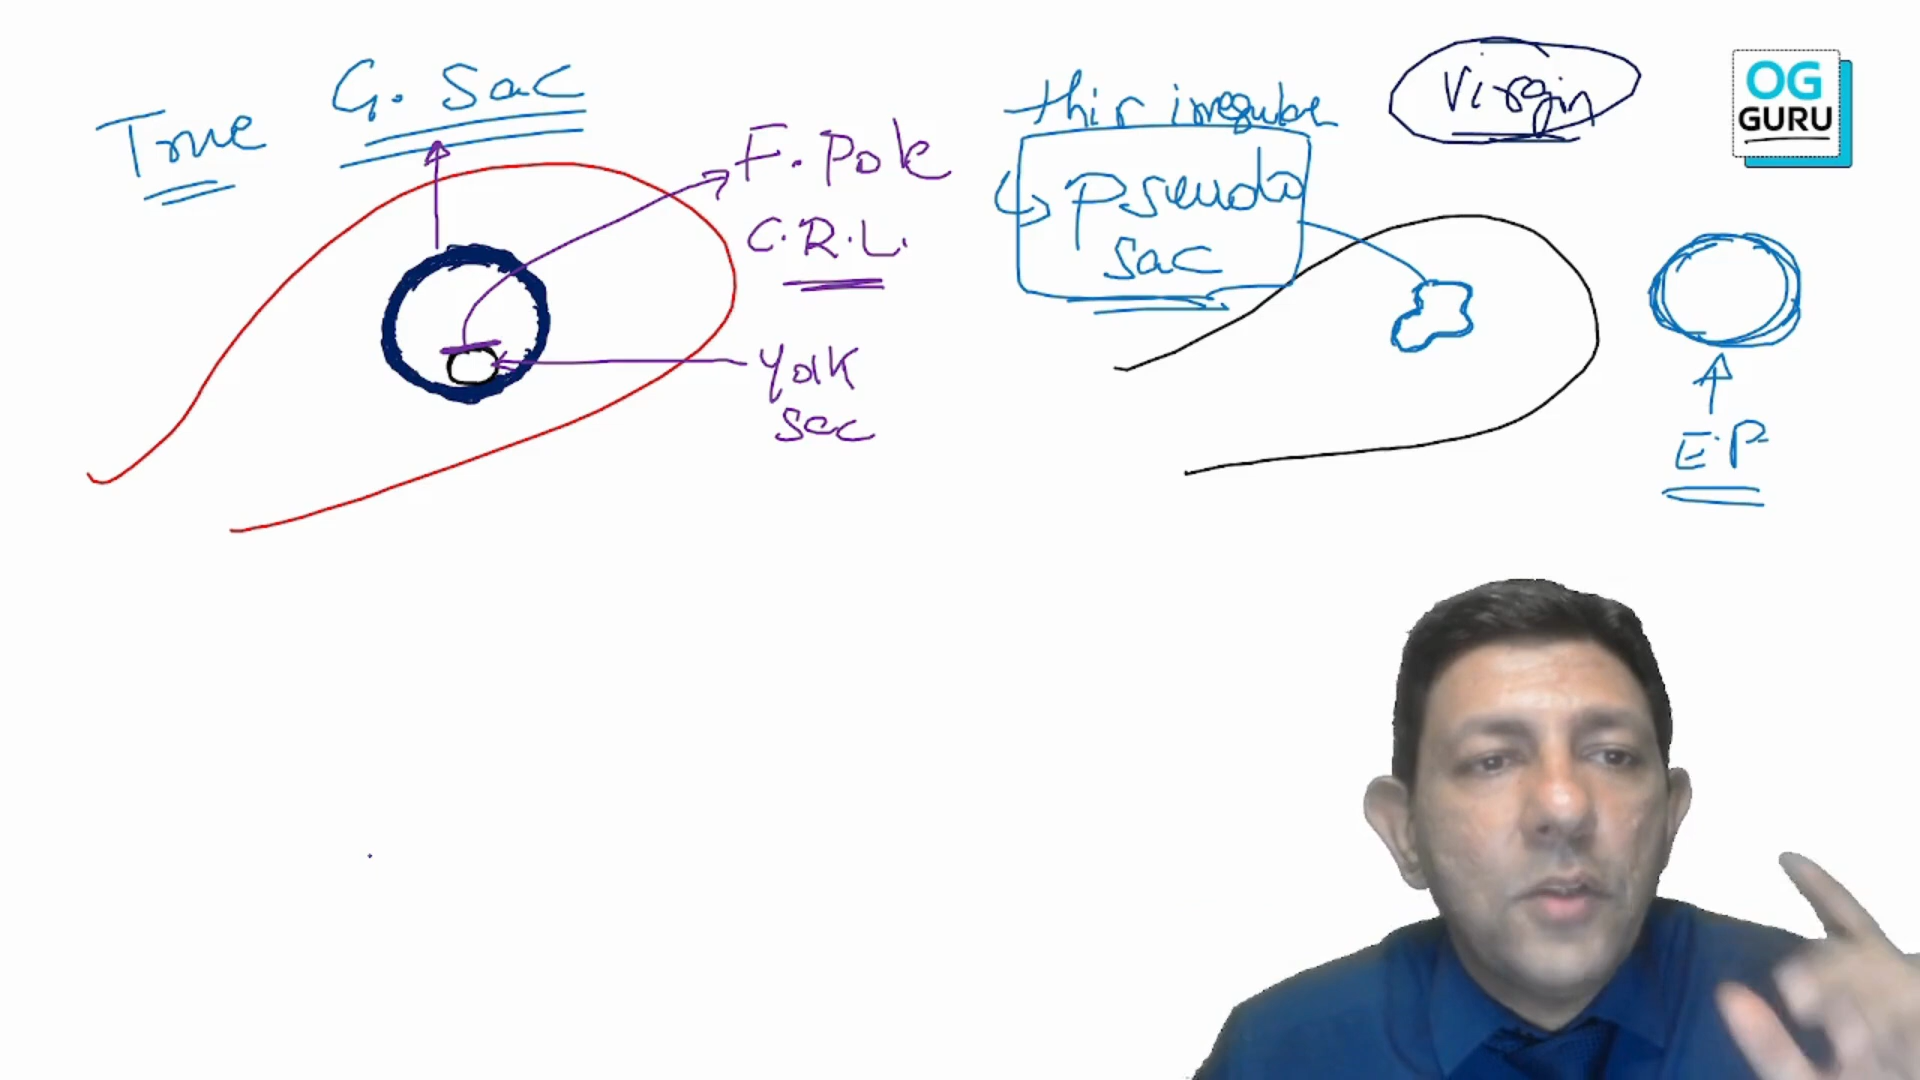 True
G. Sac
F. Pole
C.R.L.
Yolk
Sac
thin irregular
Pseudo
Sac
Virgin
OG
GURU
E.P